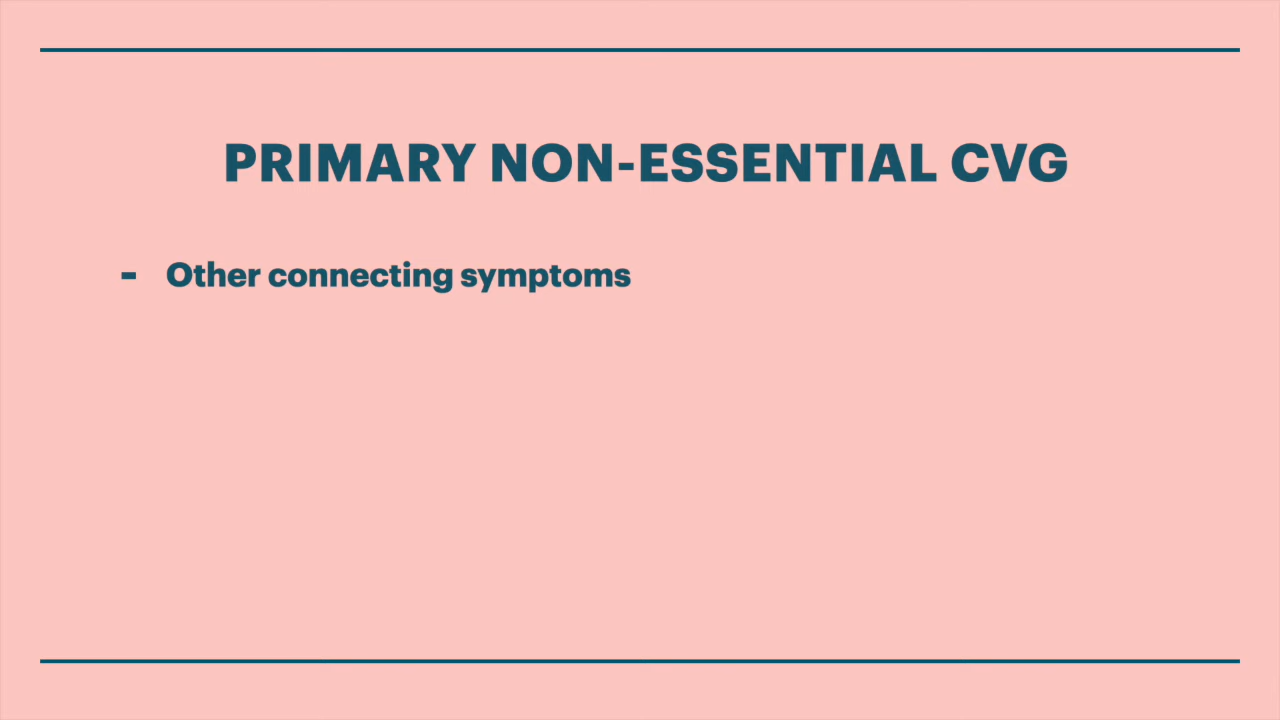 PRIMARY NON-ESSENTIAL CVG
- Other connecting symptoms